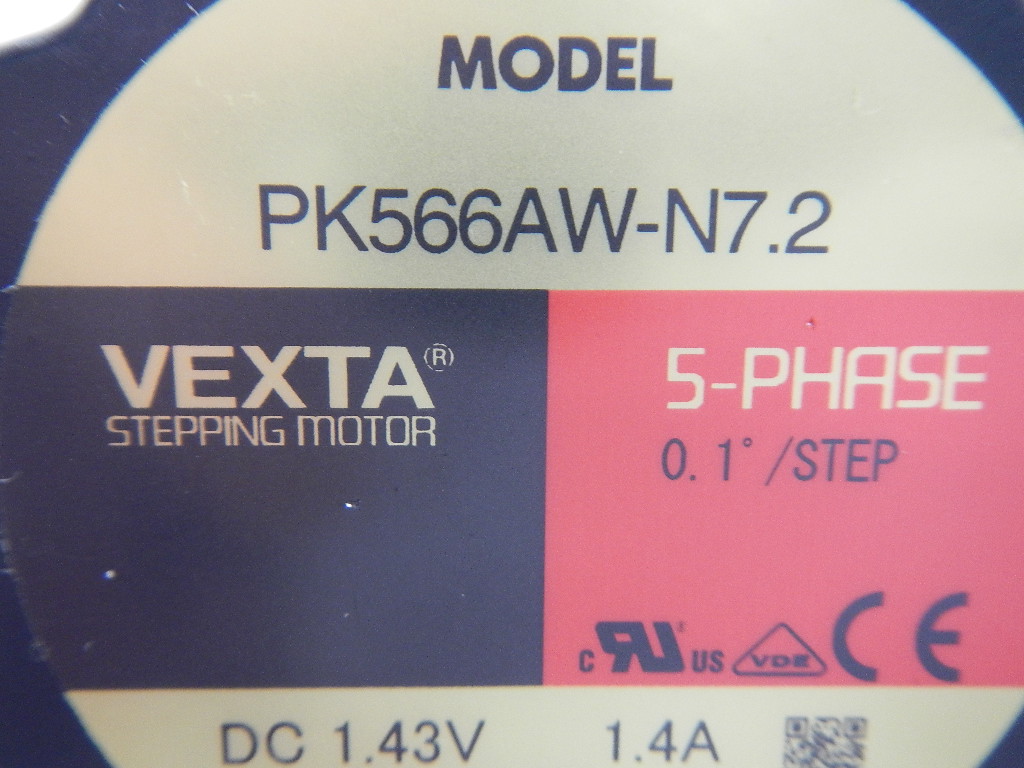 MODEL
PK566AW-N7.2
VEXTA®
STEPPING MOTOR
5-PHASE
0.1°/STEP
c RU US VDE CE
DC 1.43V 1.4A